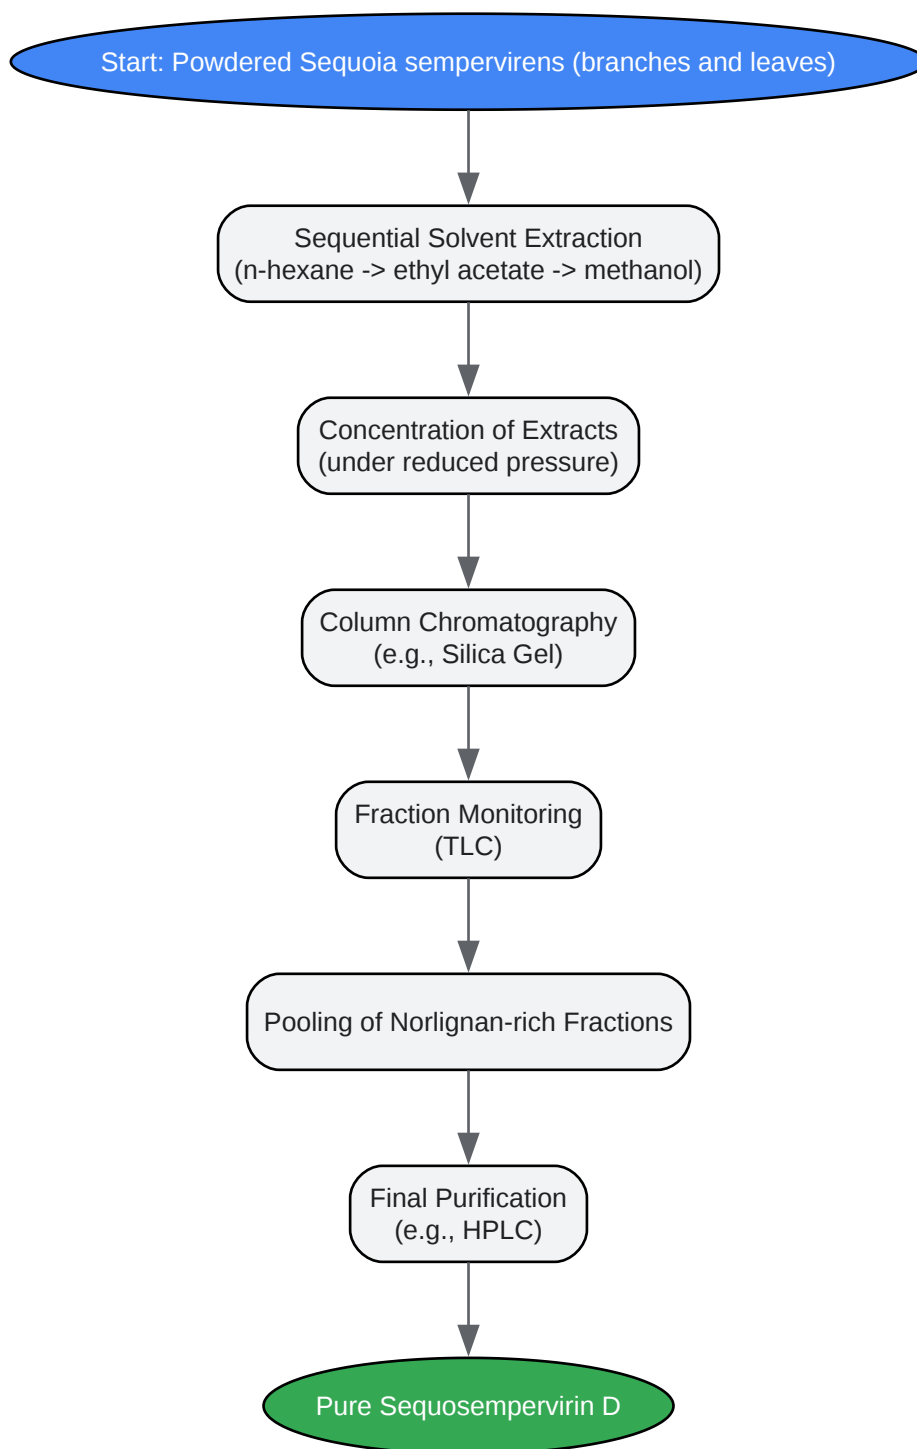 Start: Powdered Sequoia sempervirens (branches and leaves)
Sequential Solvent Extraction
(n-hexane -> ethyl acetate -> methanol)
Concentration of Extracts
(under reduced pressure)
Column Chromatography
(e.g., Silica Gel)
Fraction Monitoring
(TLC)
Pooling of Norlignan-rich Fractions
Final Purification
(e.g., HPLC)
Pure Sequosempervirin D